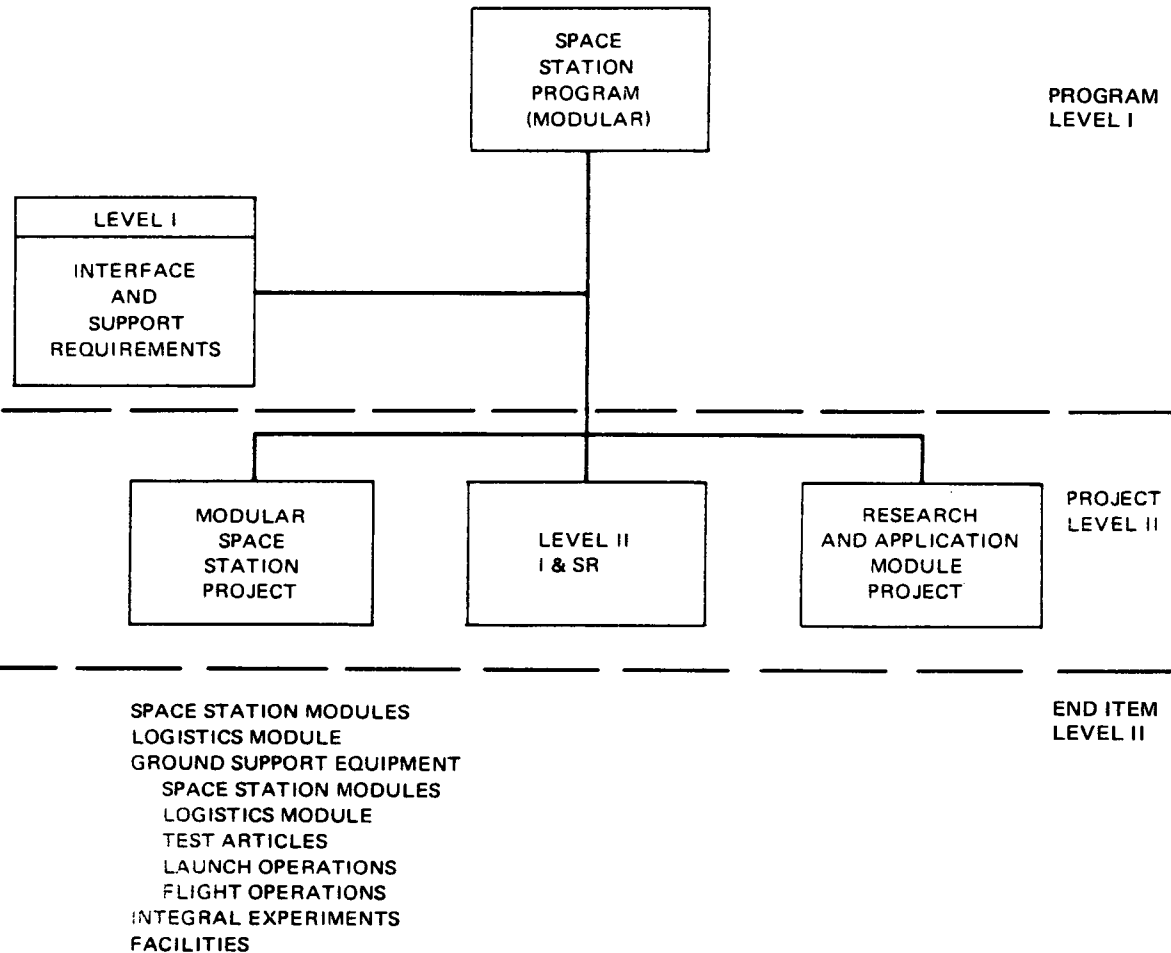 SPACE
STATION
PROGRAM
(MODULAR)
PROGRAM
LEVEL I
LEVEL I
INTERFACE
AND
SUPPORT
REQUIREMENTS
MODULAR
SPACE
STATION
PROJECT
LEVEL II
I & SR
RESEARCH
AND APPLICATION
MODULE
PROJECT
PROJECT
LEVEL II
SPACE STATION MODULES
LOGISTICS MODULE
GROUND SUPPORT EQUIPMENT
SPACE STATION MODULES
LOGISTICS MODULE
TEST ARTICLES
LAUNCH OPERATIONS
FLIGHT OPERATIONS
INTEGRAL EXPERIMENTS
FACILITIES
END ITEM
LEVEL II